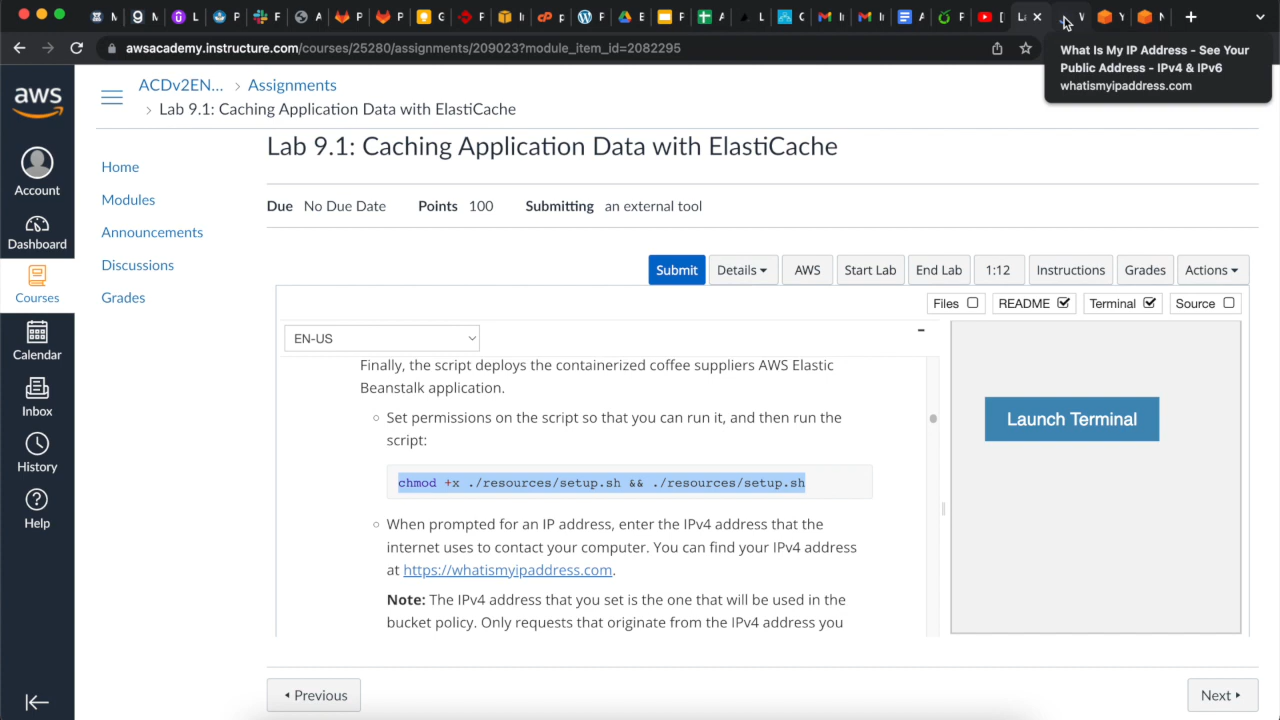 awsacademy.instructure.com/courses/25280/assignments/209023?module_item_id=2082295
What Is My IP Address - See Your
Public Address - IPv4 & IPv6
whatismyipaddress.com
aws
Account
Dashboard
Courses
Calendar
Inbox
History
Help
ACDv2EN... > Assignments
> Lab 9.1: Caching Application Data with ElastiCache
Home
Modules
Announcements
Discussions
Grades
Lab 9.1: Caching Application Data with ElastiCache
Due No Due Date Points 100 Submitting an external tool
Submit Details AWS Start Lab End Lab 1:12 Instructions Grades Actions
Files README Terminal Source
EN-US
Finally, the script deploys the containerized coffee suppliers AWS Elastic
Beanstalk application.
Set permissions on the script so that you can run it, and then run the
script:
chmod +x ./resources/setup.sh && ./resources/setup.sh
When prompted for an IP address, enter the IPv4 address that the
internet uses to contact your computer. You can find your IPv4 address
at https://whatismyipaddress.com.
Note: The IPv4 address that you set is the one that will be used in the
bucket policy. Only requests that originate from the IPv4 address you
Launch Terminal
Previous
Next